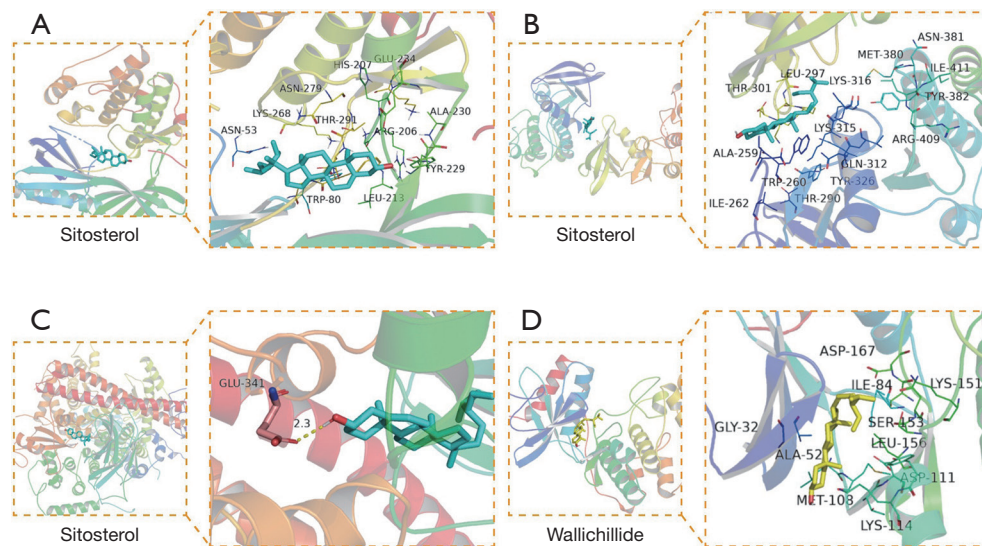 A
GLU-234
HIS-207
ASN-279
LYS-268
THR-291
ALA-230
ASN-53
ARG-206
TYR-229
TRP-80
LEU-213
Sitosterol
B
ASN-381
MET-380
LEU-297
LYS-316
ILE-411
THR-301
TYR-382
LYS-315
ARG-409
ALA-259
GLN-312
TRP-260
TYR-326
ILE-262
THR-290
Sitosterol
C
GLU-341
2.3
Sitosterol
D
ASP-167
ILE-84
LYS-151
GLY-32
SER-153
ALA-52
LEU-156
ASP-111
MET-108
LYS-114
Wallichillide